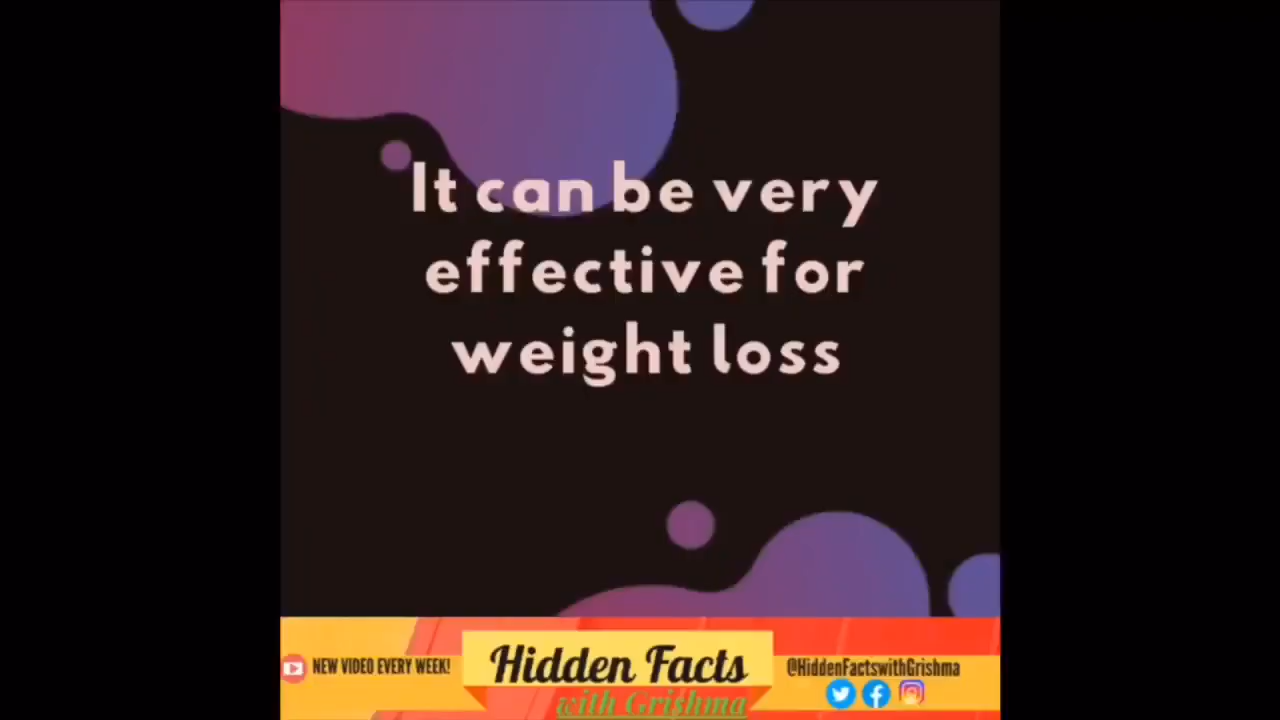 It can be very
effective for
weight loss
NEW VIDEO EVERY WEEK!
Hidden Facts
with Grishma
@HiddenFactswithGrishma